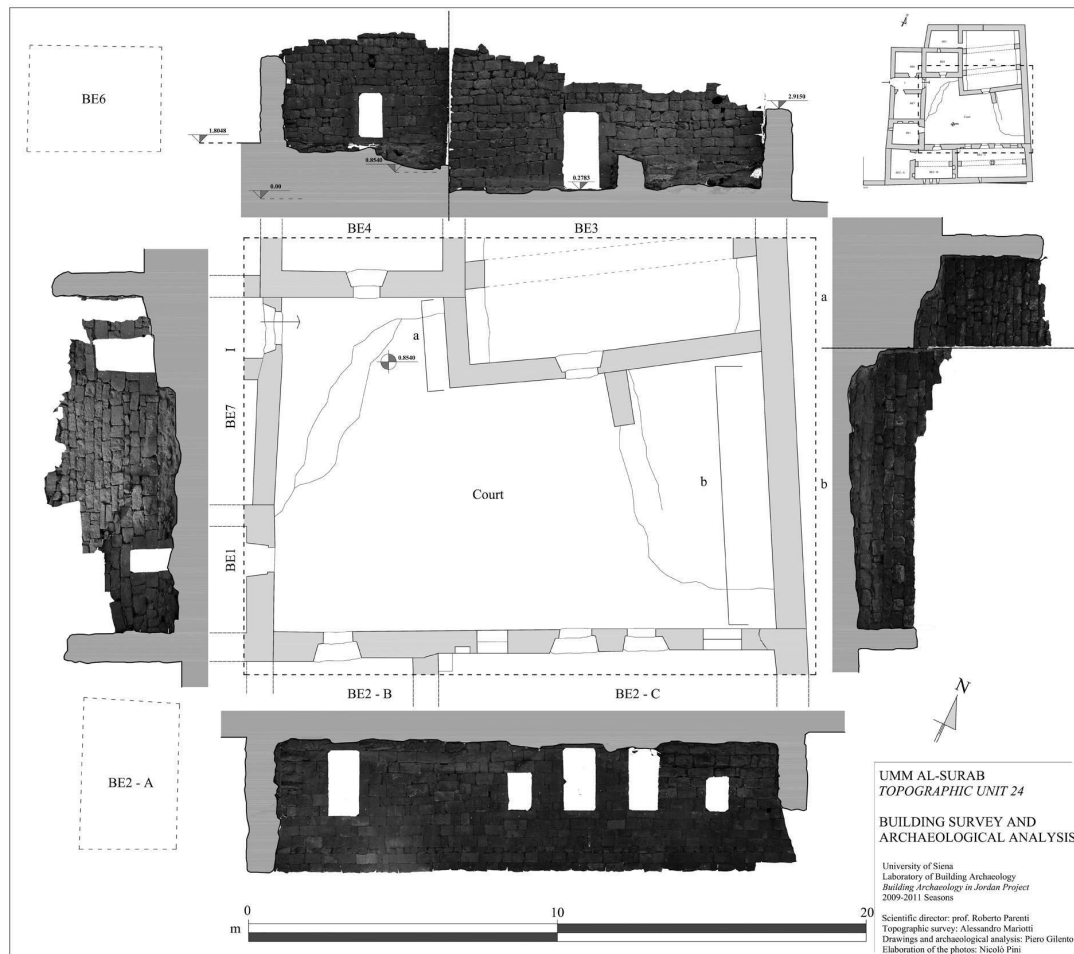 BE6
1.8048
0.00
0.8540
0.2783
2.9150
Court
BE2 - A
BE4
BE3
a
0.8540
I
BE7
BE1
Court
b
a
b
BE2 - B
BE2 - C
N
BE2 - A
UMM AL-SURAB
TOPOGRAPHIC UNIT 24
BUILDING SURVEY AND
ARCHAEOLOGICAL ANALYSIS
University of Siena
Laboratory of Building Archaeology
Building Archaeology in Jordan Project
2009-2011 Seasons
Scientific director: prof. Roberto Parenti
Topographic survey: Alessandro Mariotti
Drawings and archaeological analysis: Piero Gilento
Elaboration of the photos: Nicolò Pini
0
10
20
m